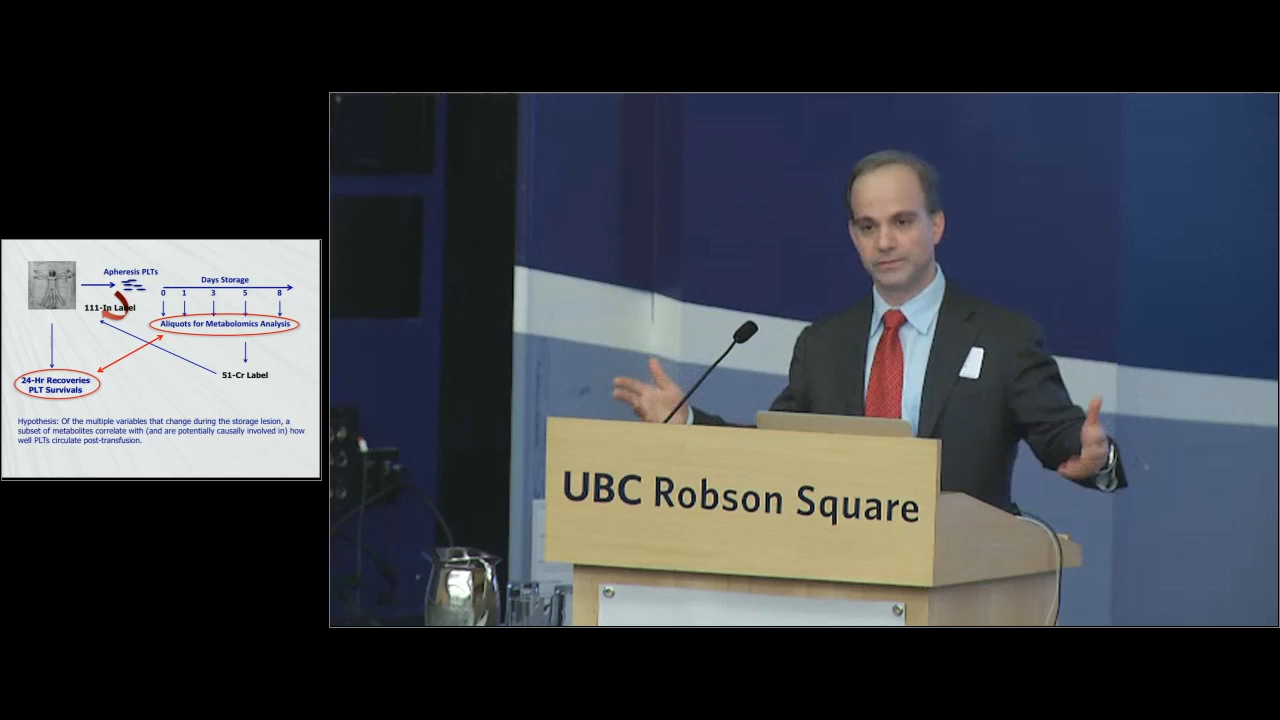 Apheresis PLTs
Days Storage
0 1 3 5 8
111-In Label
Aliquots for Metabolomics Analysis
51-Cr Label
24-Hr Recoveries
PLT Survivals
Hypothesis: Of the multiple variables that change during the storage lesion, a
subset of metabolites correlate with (and are potentially causally involved in) how
well PLTs circulate post-transfusion.
UBC Robson Square